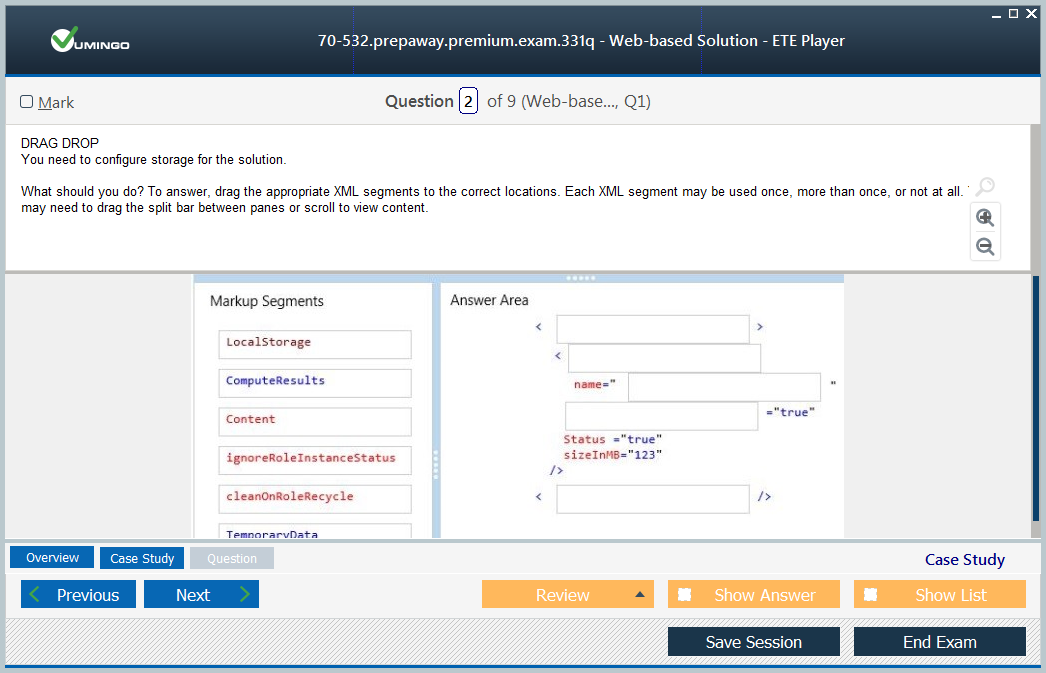 VUMINGO
70-532.prepaway.premium.exam.331q - Web-based Solution - ETE Player
Mark
Question 2 of 9 (Web-base..., Q1)
DRAG DROP
You need to configure storage for the solution.
What should you do? To answer, drag the appropriate XML segments to the correct locations. Each XML segment may be used once, more than once, or not at all.
may need to drag the split bar between panes or scroll to view content.
Markup Segments
LocalStorage
ComputeResults
Content
ignoreRoleInstanceStatus
cleanOnRoleRecycle
TemporaryData
Answer Area
< >
<
name=" "
="true"
Status ="true"
sizeInMB="123"
/>
< />
Overview
Case Study
Question
Case Study
Previous
Next
Review
Show Answer
Show List
Save Session
End Exam